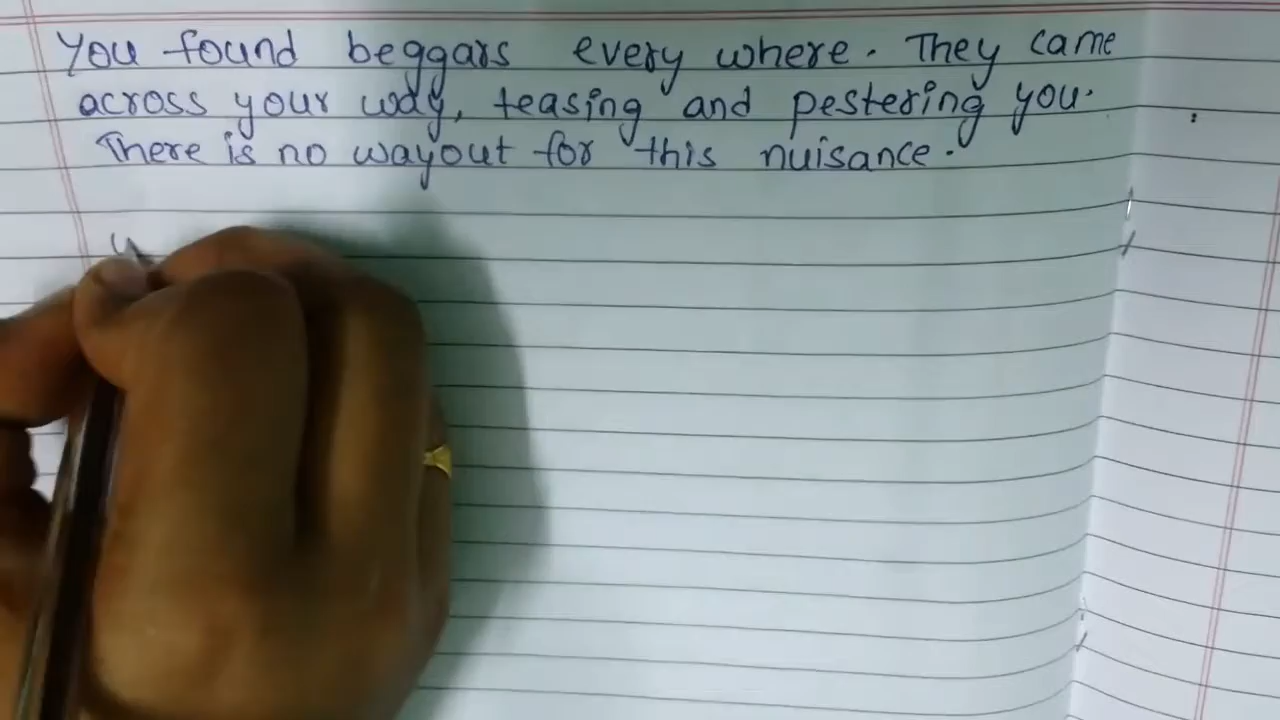 You found beggars every where. They came
across your way, teasing and pestering you.
There is no wayout for this nuisance.